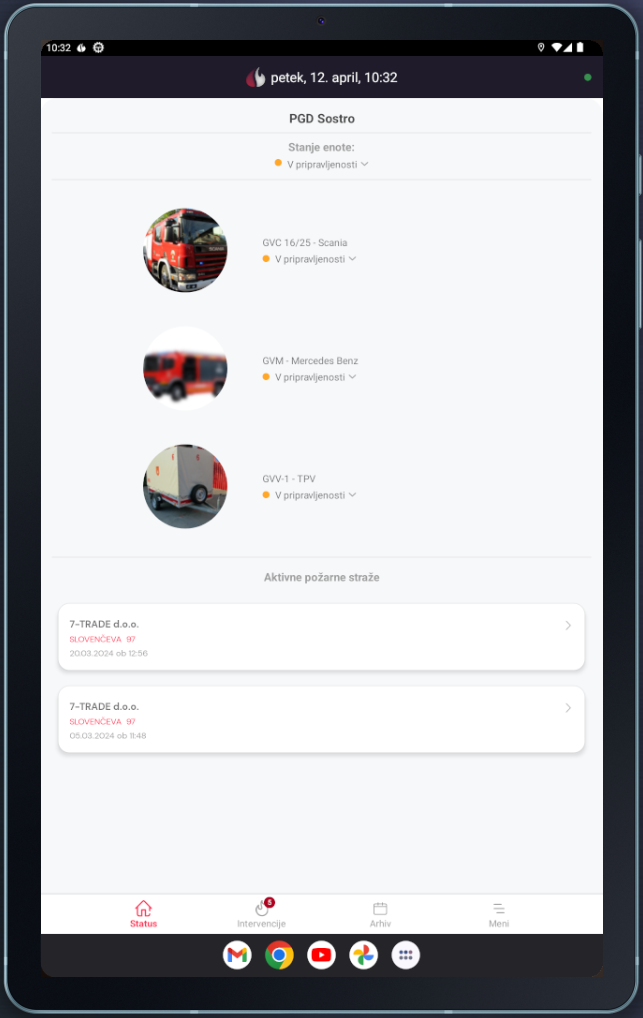 10:32
petek, 12. april, 10:32
PGD Sostro
Stanje enote:
V pripravljenosti
GVC 16/25 - Scania
V pripravljenosti
GVM - Mercedes Benz
V pripravljenosti
GVV-1 - TPV
V pripravljenosti
Aktivne požarne straže
7-TRADE d.o.o.
SLOVENČEVA 97
20.03.2024 ob 12:56
7-TRADE d.o.o.
SLOVENČEVA 97
05.03.2024 ob 11:48
5
Status Intervencije Arhiv Meni